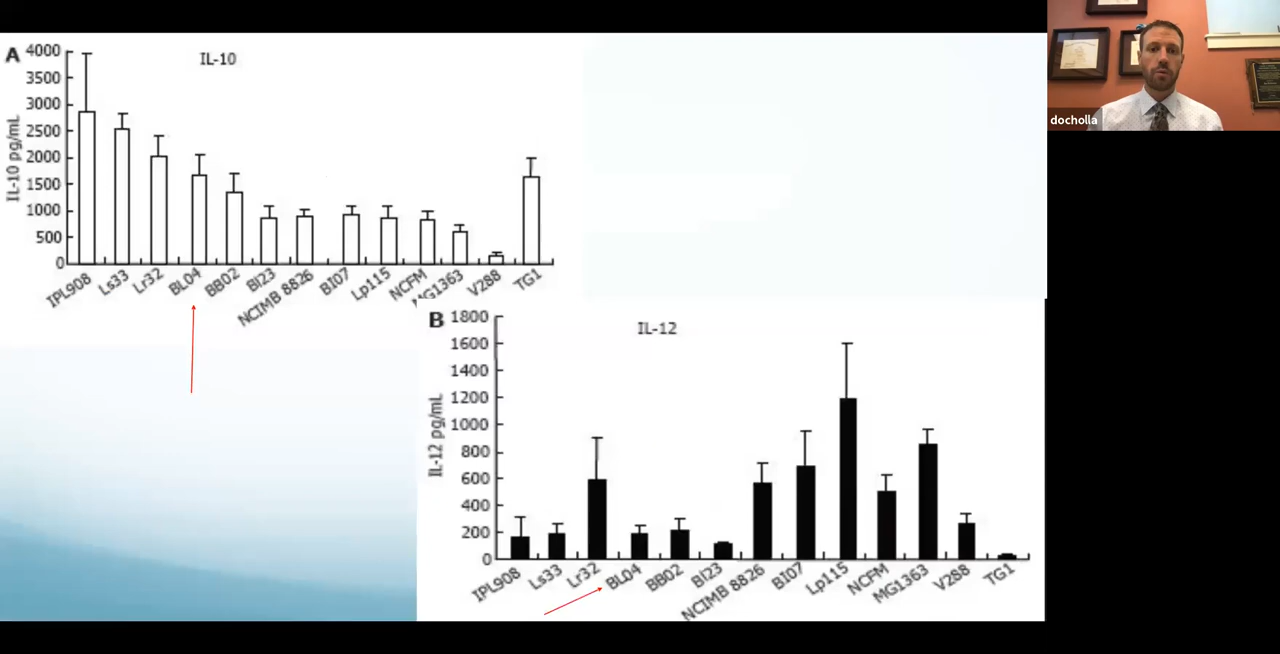 A
IL-10
IL-10 pg/mL
4000
3500
3000
2500
2000
1500
1000
500
0
IPL908
Ls33
Lr32
BL04
BB02
Bl23
NCIMB 8826
BI07
Lp115
NCFM
MG1363
V288
TG1
B
IL-12
IL-12 pg/mL
1800
1600
1400
1200
1000
800
600
400
200
0
IPL908
Ls33
Lr32
BL04
BB02
Bl23
NCIMB 8826
BI07
Lp115
NCFM
MG1363
V288
TG1
docholla